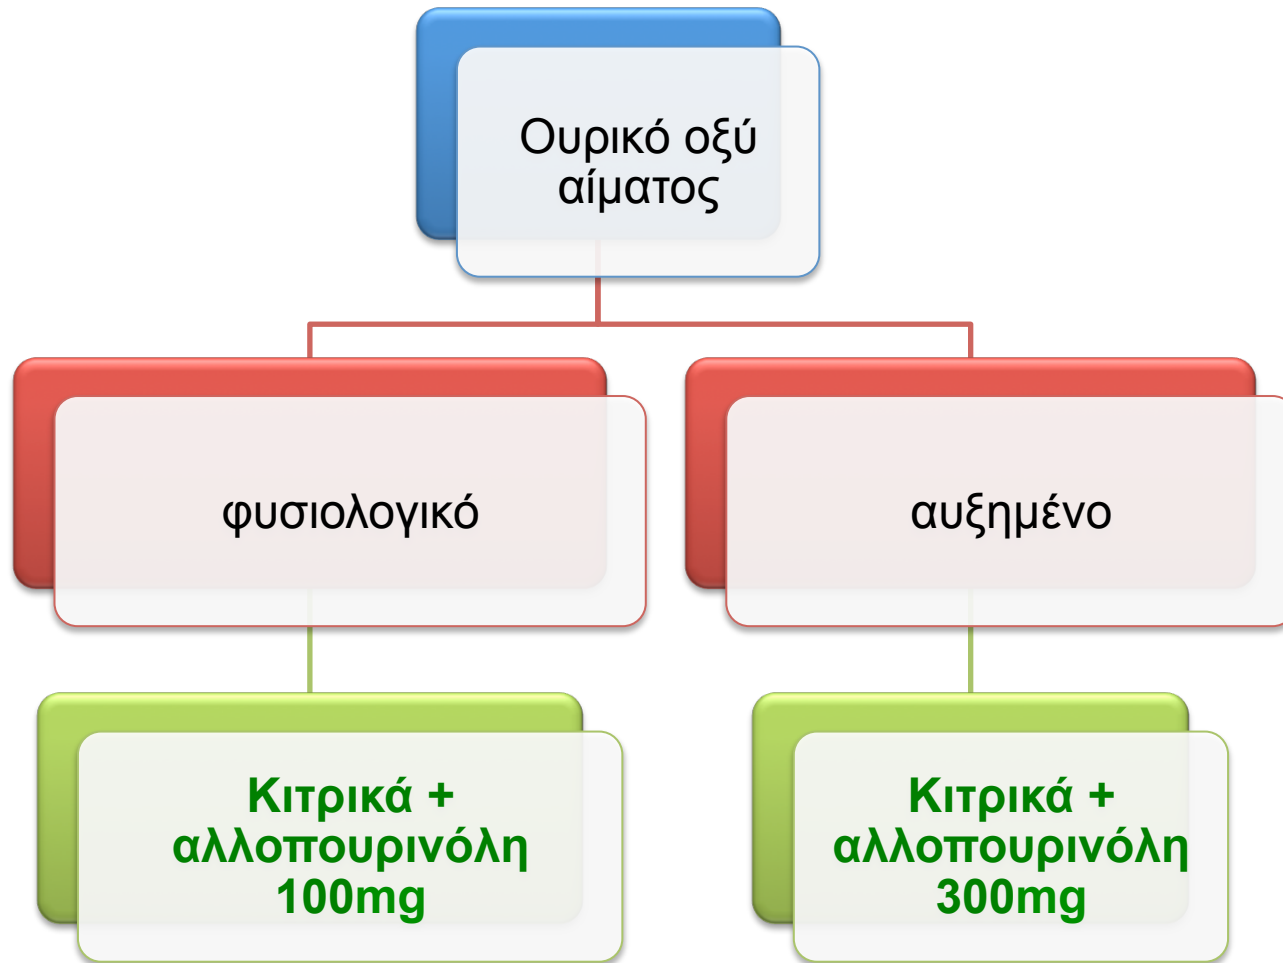 Ουρικό οξύ
αίματος
φυσιολογικό
αυξημένο
Κιτρικά +
αλλοπουρινόλη
100mg
Κιτρικά +
αλλοπουρινόλη
300mg